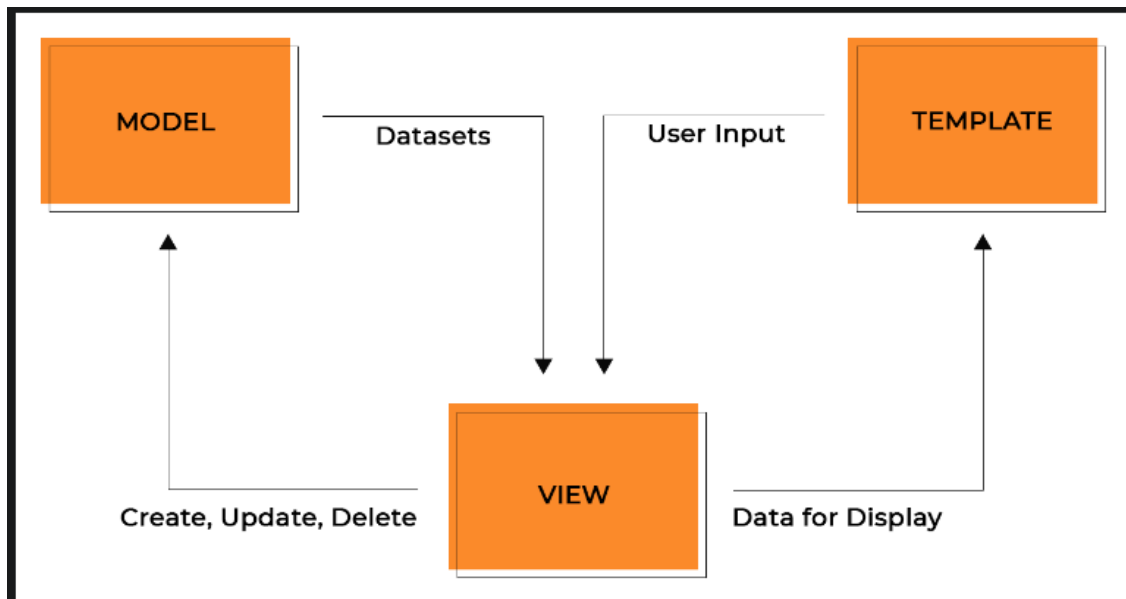 MODEL
Datasets
User Input
TEMPLATE
Create, Update, Delete
VIEW
Data for Display